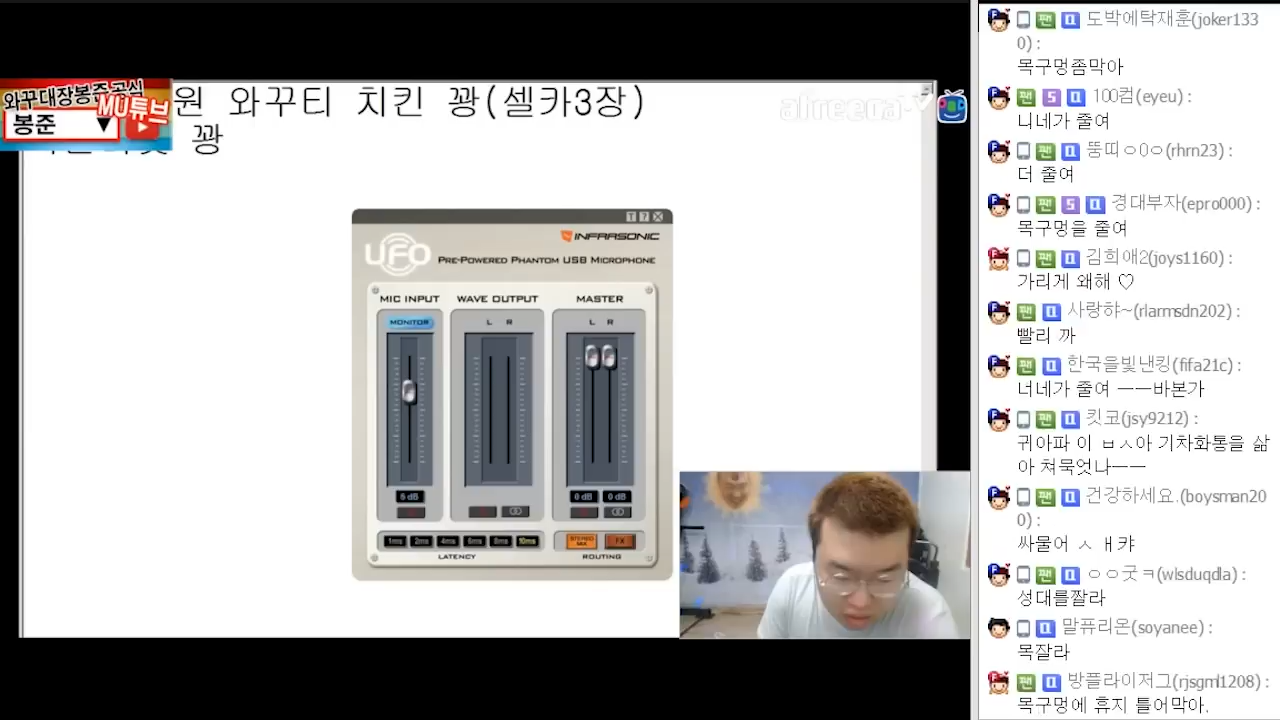 와꾸대장봉준공식
MU튜브
봉준
원 와꾸티 치킨 꽝(셀카3장)
꽝
afreecaTV
UFO
INFRASONIC
PRE-POWERED PHANTOM USB MICROPHONE
MIC INPUT WAVE OUTPUT MASTER
MONITOR L R L R
6 dB 0 dB 0 dB
1ms 2ms 4ms 6ms 8ms 10ms STEREO MIX FX
LATENCY ROUTING
도박에탁재훈(joker133
0) :
목구멍좀막아
100컴(eyeu) :
니네가 줄여
뚱띠ㅇ0ㅇ(rhrn23) :
더 줄여
경대부자(epro000) :
목구멍을 줄여
김희애2(joys1160) :
가리게 왜해 ♡
사랑햐~(rlarmsdn202) :
빨리 까
한국을빛낸킹(fifa21c) :
너네가 줄여 ㅡㅡ바본가
킷코(jsy9212) :
귀아파 이 ㅂㅅ아 기차화통을 삶
아 쳐묵엇나ㅡㅡ
건강하세요.(boysman20
0) :
싸물어 ㅅ ㅐ캬
ㅇㅇ굿ㅋ(wlsduqdla) :
성대를짤라
말퓨리온(soyanee) :
목잘라
방플라이저그(rjsgml1208) :
목구멍에 휴지 틀어막아.